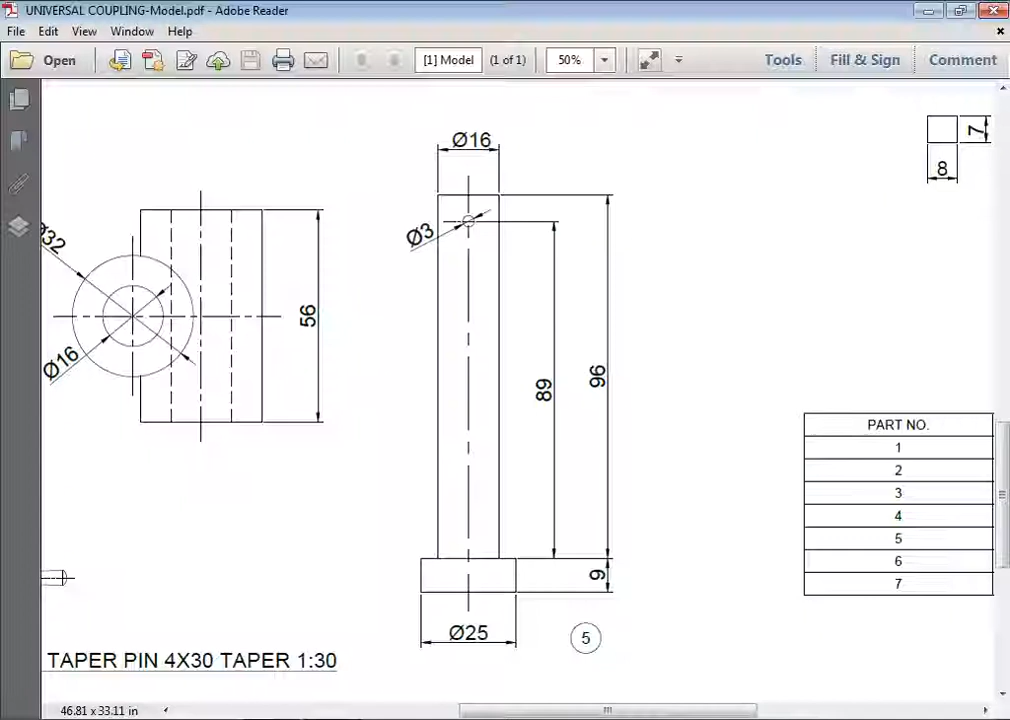 UNIVERSAL COUPLING-Model.pdf - Adobe Reader
File Edit View Window Help
Open [1] Model (1 of 1) 50% Tools Fill & Sign Comment
Ø16
7
8
Ø32
Ø3
56
Ø16
89
96
PART NO.
1
2
3
4
5
6
7
9
Ø25
5
TAPER PIN 4X30 TAPER 1:30
46.81 x 33.11 in